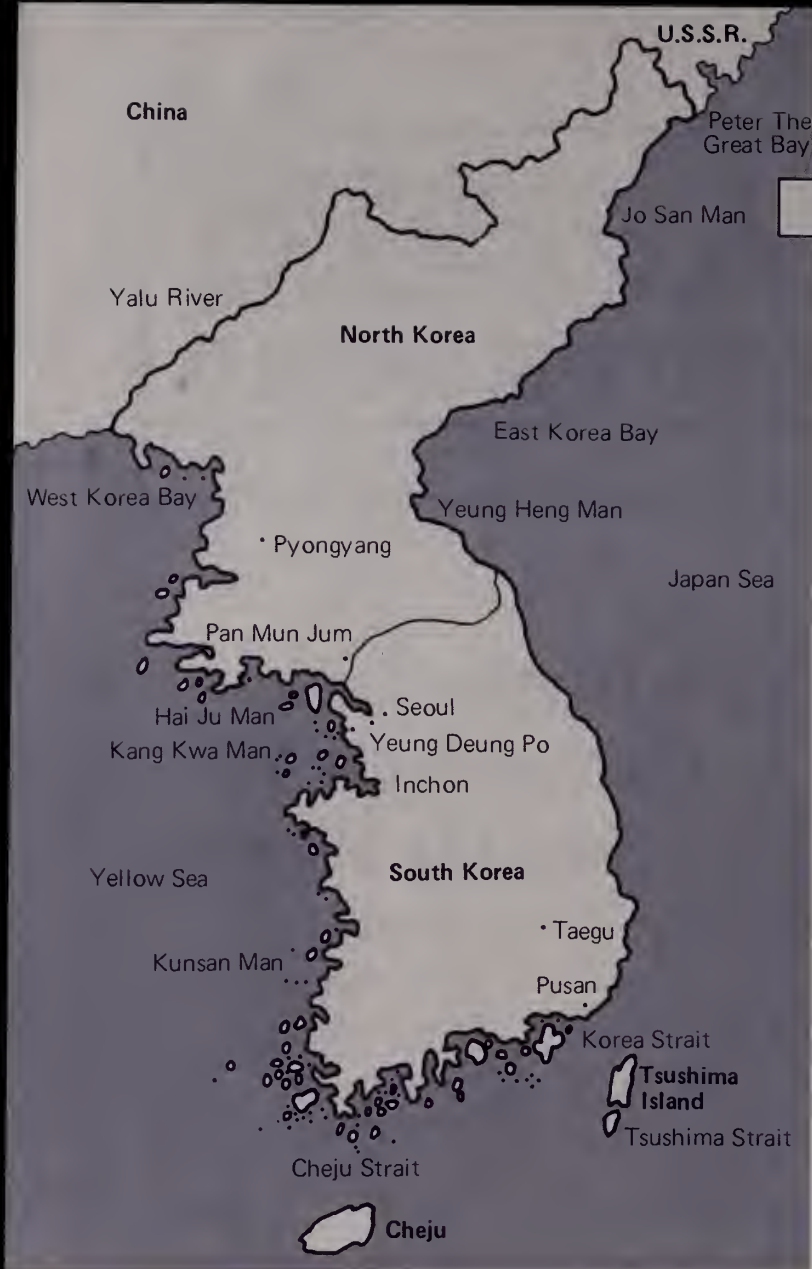 U.S.S.R.
China
Peter The
Great Bay
Jo San Man
Yalu River
North Korea
East Korea Bay
West Korea Bay
Yeung Heng Man
Pyongyang
Japan Sea
Pan Mun Jum
Seoul
Hai Ju Man
Yeung Deung Po
Kang Kwa Man
Inchon
South Korea
Yellow Sea
Taegu
Kunsan Man
Pusan
Korea Strait
Tsushima
Island
Tsushima Strait
Cheju Strait
Cheju